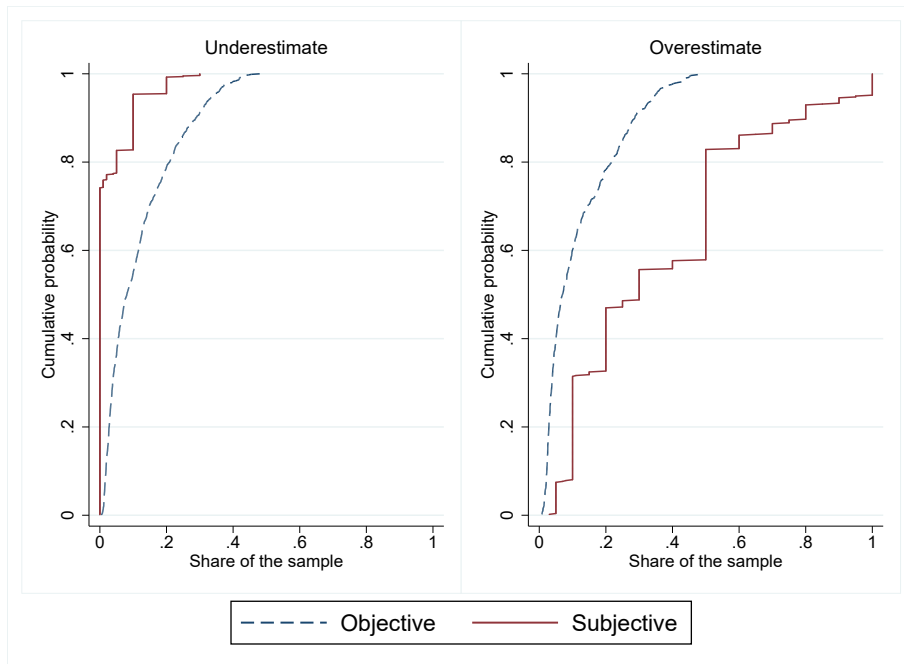 Underestimate
Cumulative probability
1
.8
.6
.4
.2
0
0 .2 .4 .6 .8 1
Share of the sample
Overestimate
Cumulative probability
1
.8
.6
.4
.2
0
0 .2 .4 .6 .8 1
Share of the sample
Objective Subjective